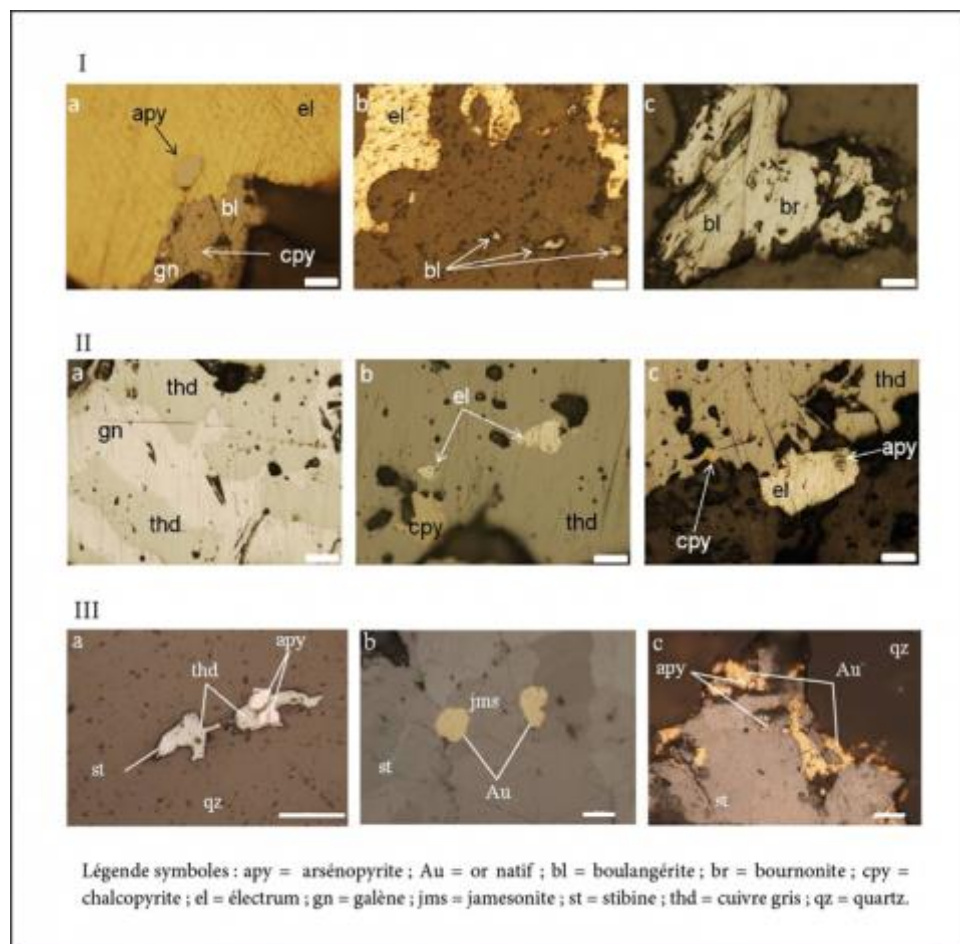 I
a
apy
el
bl
gn
cpy
b
el
bl
c
bl
br
II
a
thd
gn
thd
b
el
cpy
thd
c
thd
apy
el
cpy
III
a
apy
thd
st
qz
b
jms
st
Au
c
qz
apy
Au
st
Légende symboles : apy = arsénopyrite ; Au = or natif ; bl = boulangérite ; br = bournonite ; cpy =
chalcopyrite ; el = électrum ; gn = galène ; jms = jamesonite ; st = stibine ; thd = cuivre gris ; qz = quartz.